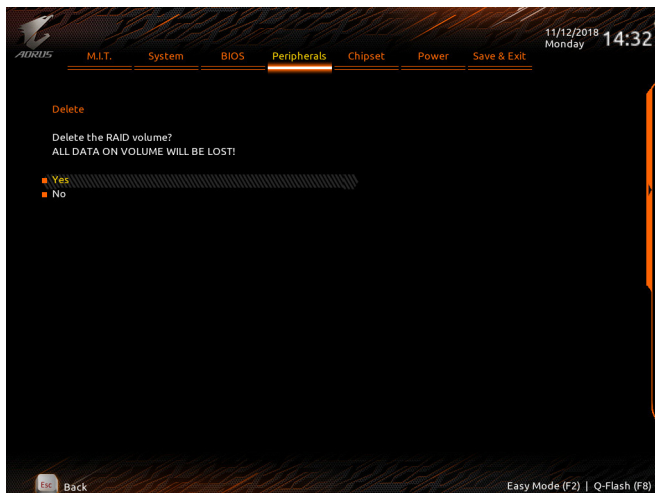 11/12/2018 14:32
Monday
AORUS M.I.T. System BIOS Peripherals Chipset Power Save & Exit
Delete
Delete the RAID volume?
ALL DATA ON VOLUME WILL BE LOST!
Yes
No
Esc Back Easy Mode (F2) | Q-Flash (F8)